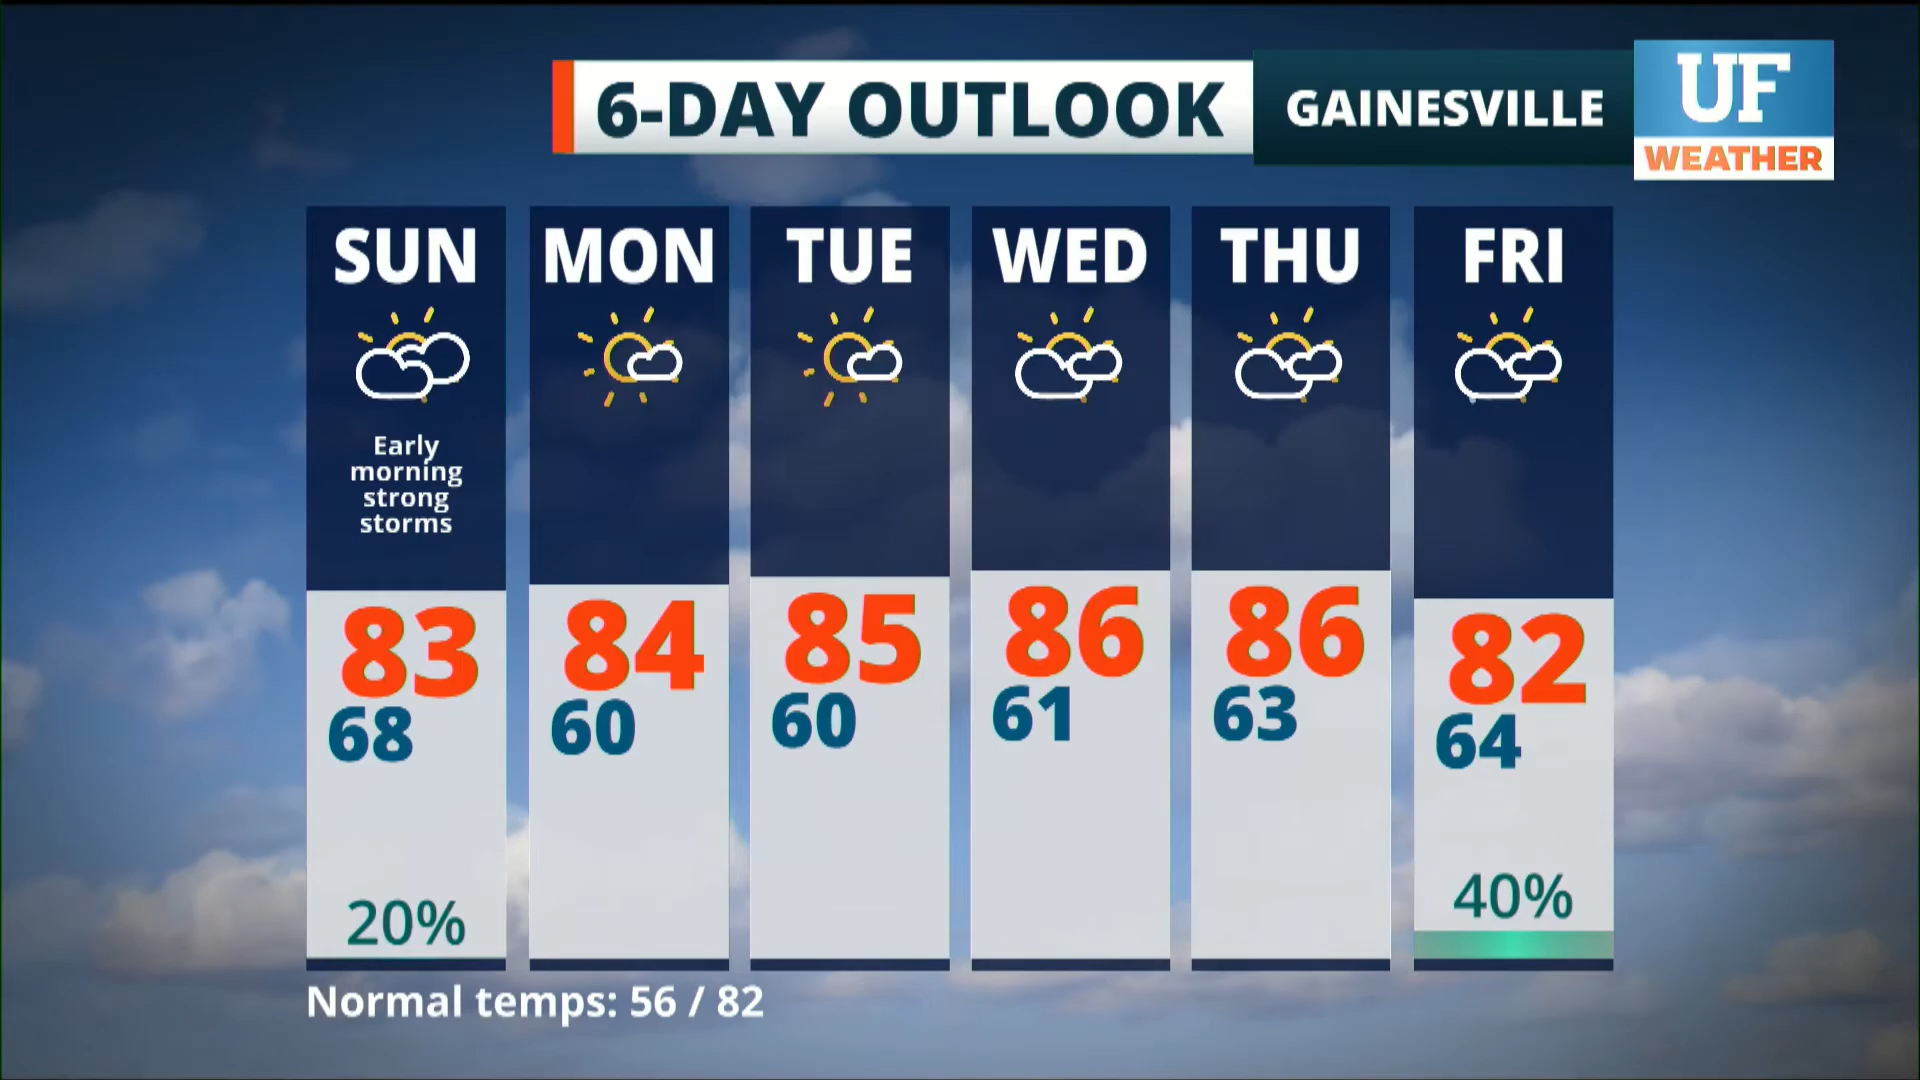 6-DAY OUTLOOK
GAINESVILLE
UF
WEATHER
SUN
MON
TUE
WED
THU
FRI
Early
morning
strong
storms
83
68
84
60
85
60
86
61
86
63
82
64
20%
40%
Normal temps: 56 / 82